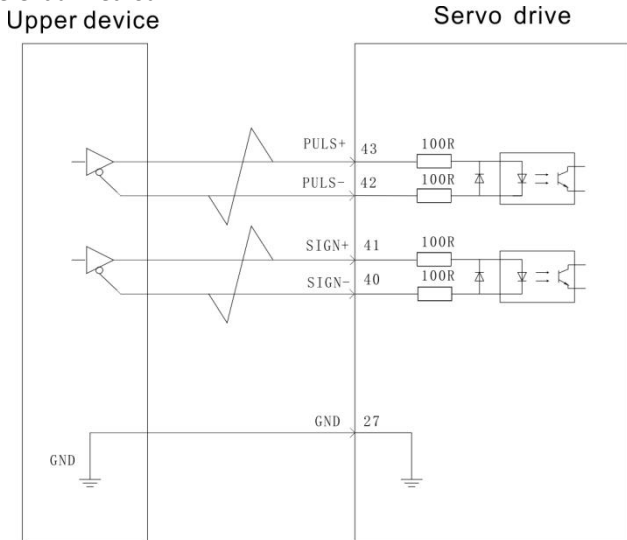 Upper device
Servo drive
PULS+ 43 100R
PULS- 42 100R
SIGN+ 41 100R
SIGN- 40 100R
GND 27
GND